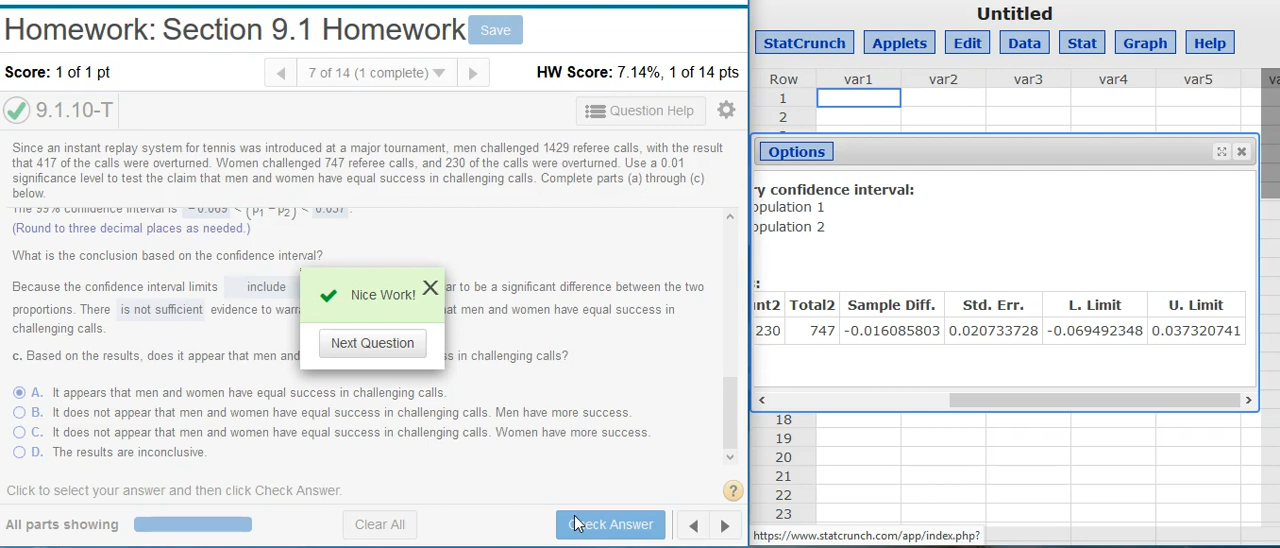 Homework: Section 9.1 Homework Save
Score: 1 of 1 pt
7 of 14 (1 complete)
HW Score: 7.14%, 1 of 14 pts
9.1.10-T
Question Help
Since an instant replay system for tennis was introduced at a major tournament, men challenged 1429 referee calls, with the result
that 417 of the calls were overturned. Women challenged 747 referee calls, and 230 of the calls were overturned. Use a 0.01
significance level to test the claim that men and women have equal success in challenging calls. Complete parts (a) through (c)
below.
The 99% confidence interval is −0.069 < (p1 − p2) < 0.037.
(Round to three decimal places as needed.)
What is the conclusion based on the confidence interval?
Because the confidence interval limits include ar to be a significant difference between the two
proportions. There is not sufficient evidence to warra at men and women have equal success in
challenging calls.
c. Based on the results, does it appear that men and s in challenging calls?
A. It appears that men and women have equal success in challenging calls.
B. It does not appear that men and women have equal success in challenging calls. Men have more success.
C. It does not appear that men and women have equal success in challenging calls. Women have more success.
D. The results are inconclusive.
Nice Work!
Next Question
Click to select your answer and then click Check Answer.
?
All parts showing
Clear All
Check Answer
Untitled
StatCrunch Applets Edit Data Stat Graph Help
Row var1 var2 var3 var4 var5 va
1
2
Options
ry confidence interval:
opulation 1
opulation 2
:
nt2 Total2 Sample Diff. Std. Err. L. Limit U. Limit
230 747 -0.016085803 0.020733728 -0.069492348 0.037320741
18
19
20
21
22
23
https://www.statcrunch.com/app/index.php?